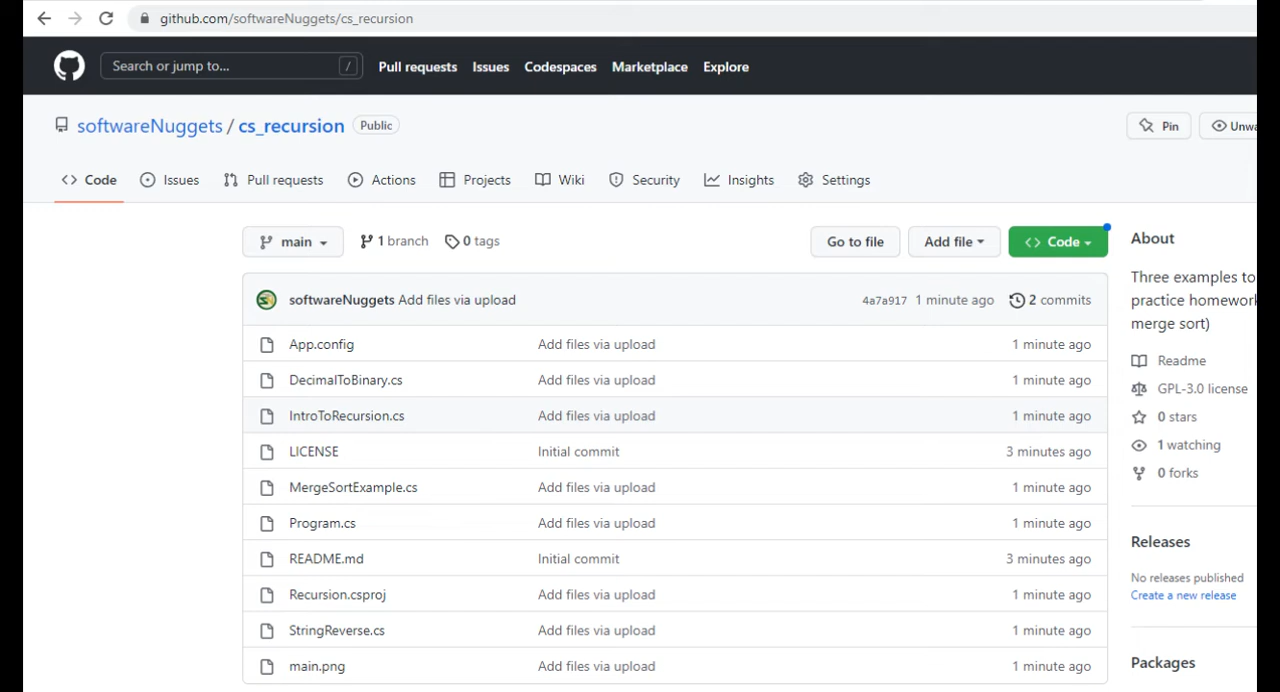 github.com/softwareNuggets/cs_recursion
Search or jump to... /
Pull requests Issues Codespaces Marketplace Explore
softwareNuggets / cs_recursion Public
Pin
Code Issues Pull requests Actions Projects Wiki Security Insights Settings
main 1 branch 0 tags Go to file Add file Code
softwareNuggets Add files via upload 4a7a917 1 minute ago 2 commits
App.config Add files via upload 1 minute ago
DecimalToBinary.cs Add files via upload 1 minute ago
IntroToRecursion.cs Add files via upload 1 minute ago
LICENSE Initial commit 3 minutes ago
MergeSortExample.cs Add files via upload 1 minute ago
Program.cs Add files via upload 1 minute ago
README.md Initial commit 3 minutes ago
Recursion.csproj Add files via upload 1 minute ago
StringReverse.cs Add files via upload 1 minute ago
main.png Add files via upload 1 minute ago
About
Three examples to
practice homework
merge sort)
Readme
GPL-3.0 license
0 stars
1 watching
0 forks
Releases
No releases published
Create a new release
Packages